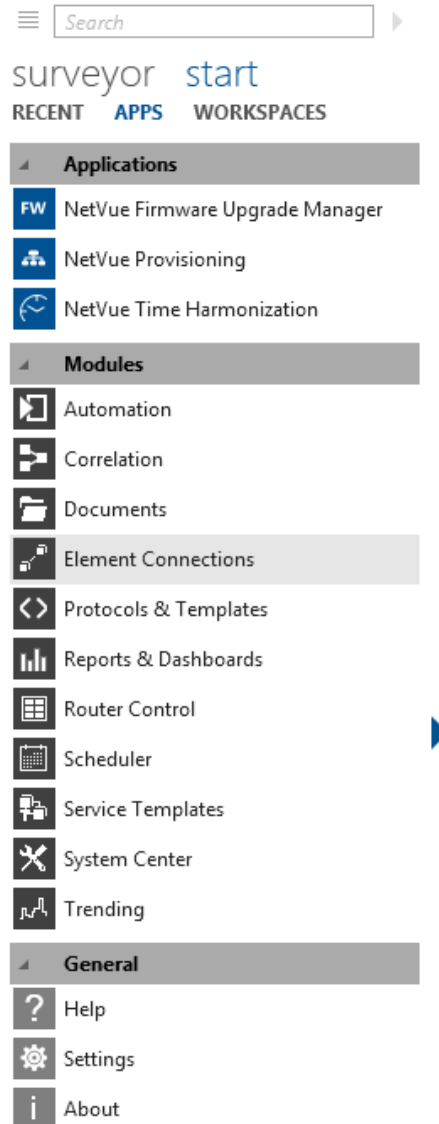 Search
surveyor start
RECENT APPS WORKSPACES
Applications
FW NetVue Firmware Upgrade Manager
NetVue Provisioning
NetVue Time Harmonization
Modules
Automation
Correlation
Documents
Element Connections
Protocols & Templates
Reports & Dashboards
Router Control
Scheduler
Service Templates
System Center
Trending
General
? Help
Settings
i About